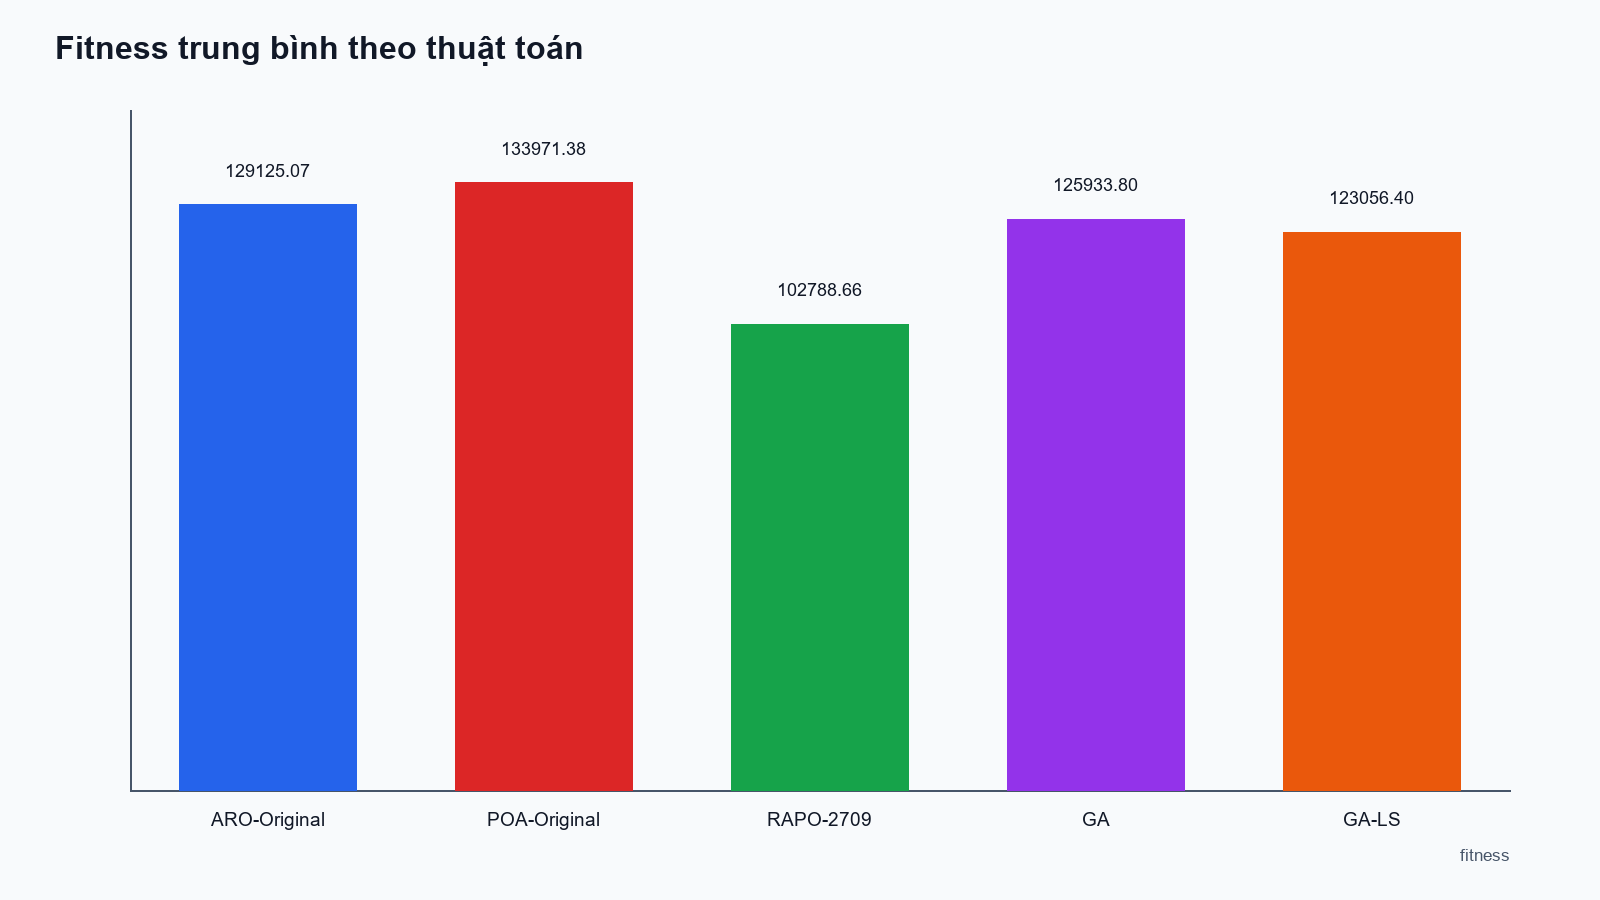 Fitness trung bình theo thuật toán
129125.07
133971.38
102788.66
125933.80
123056.40
ARO-Original
POA-Original
RAPO-2709
GA
GA-LS
fitness